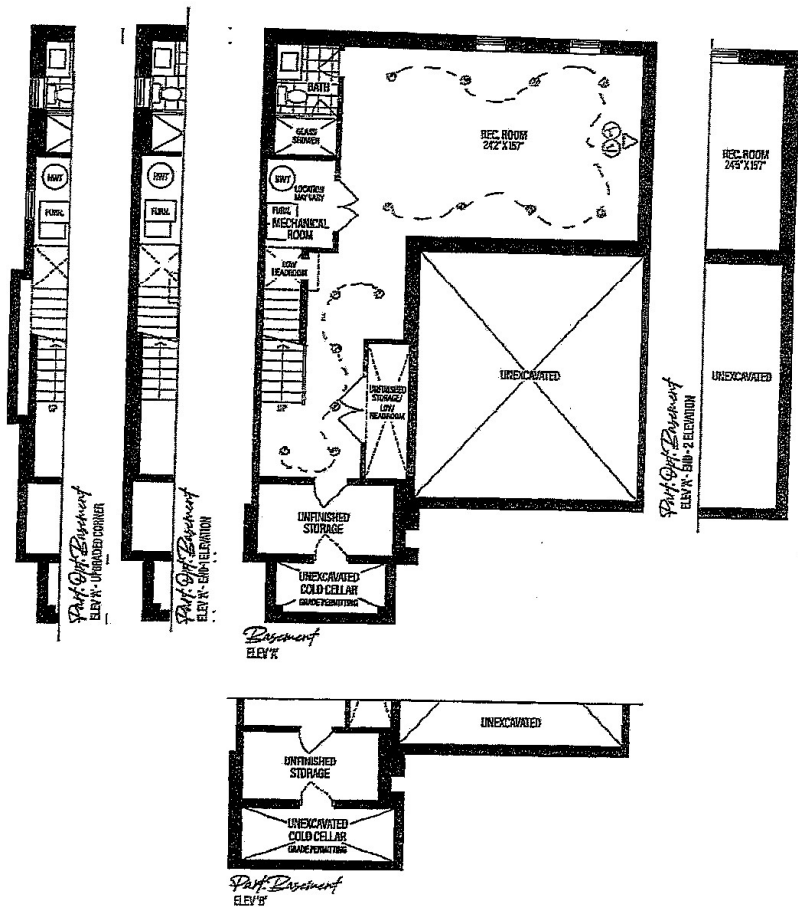 BATH
GLASS
SHOWER
REC. ROOM
24'2" X 15'7"
HWT
LOCATION
MAY VARY
FURN.
MECHANICAL
ROOM
LOW
HEADROOM
UP
UNFINISHED
STORAGE/
LOW
HEADROOM
UNEXCAVATED
UNFINISHED
STORAGE
UNEXCAVATED
COLD CELLAR
GRADE PERMITTING
Basement
ELEV 'A'
HWT
FURN.
UP
Part. Opt. Basement
ELEV 'A' - UPGRADED CORNER
HWT
FURN.
UP
Part. Opt. Basement
ELEV 'A' - END-1 ELEVATION
REC. ROOM
24'5" X 15'7"
UNEXCAVATED
Part. Opt. Basement
ELEV 'A' - END - 2 ELEVATION
UNEXCAVATED
UNFINISHED
STORAGE
UNEXCAVATED
COLD CELLAR
GRADE PERMITTING
Part. Basement
ELEV 'B'